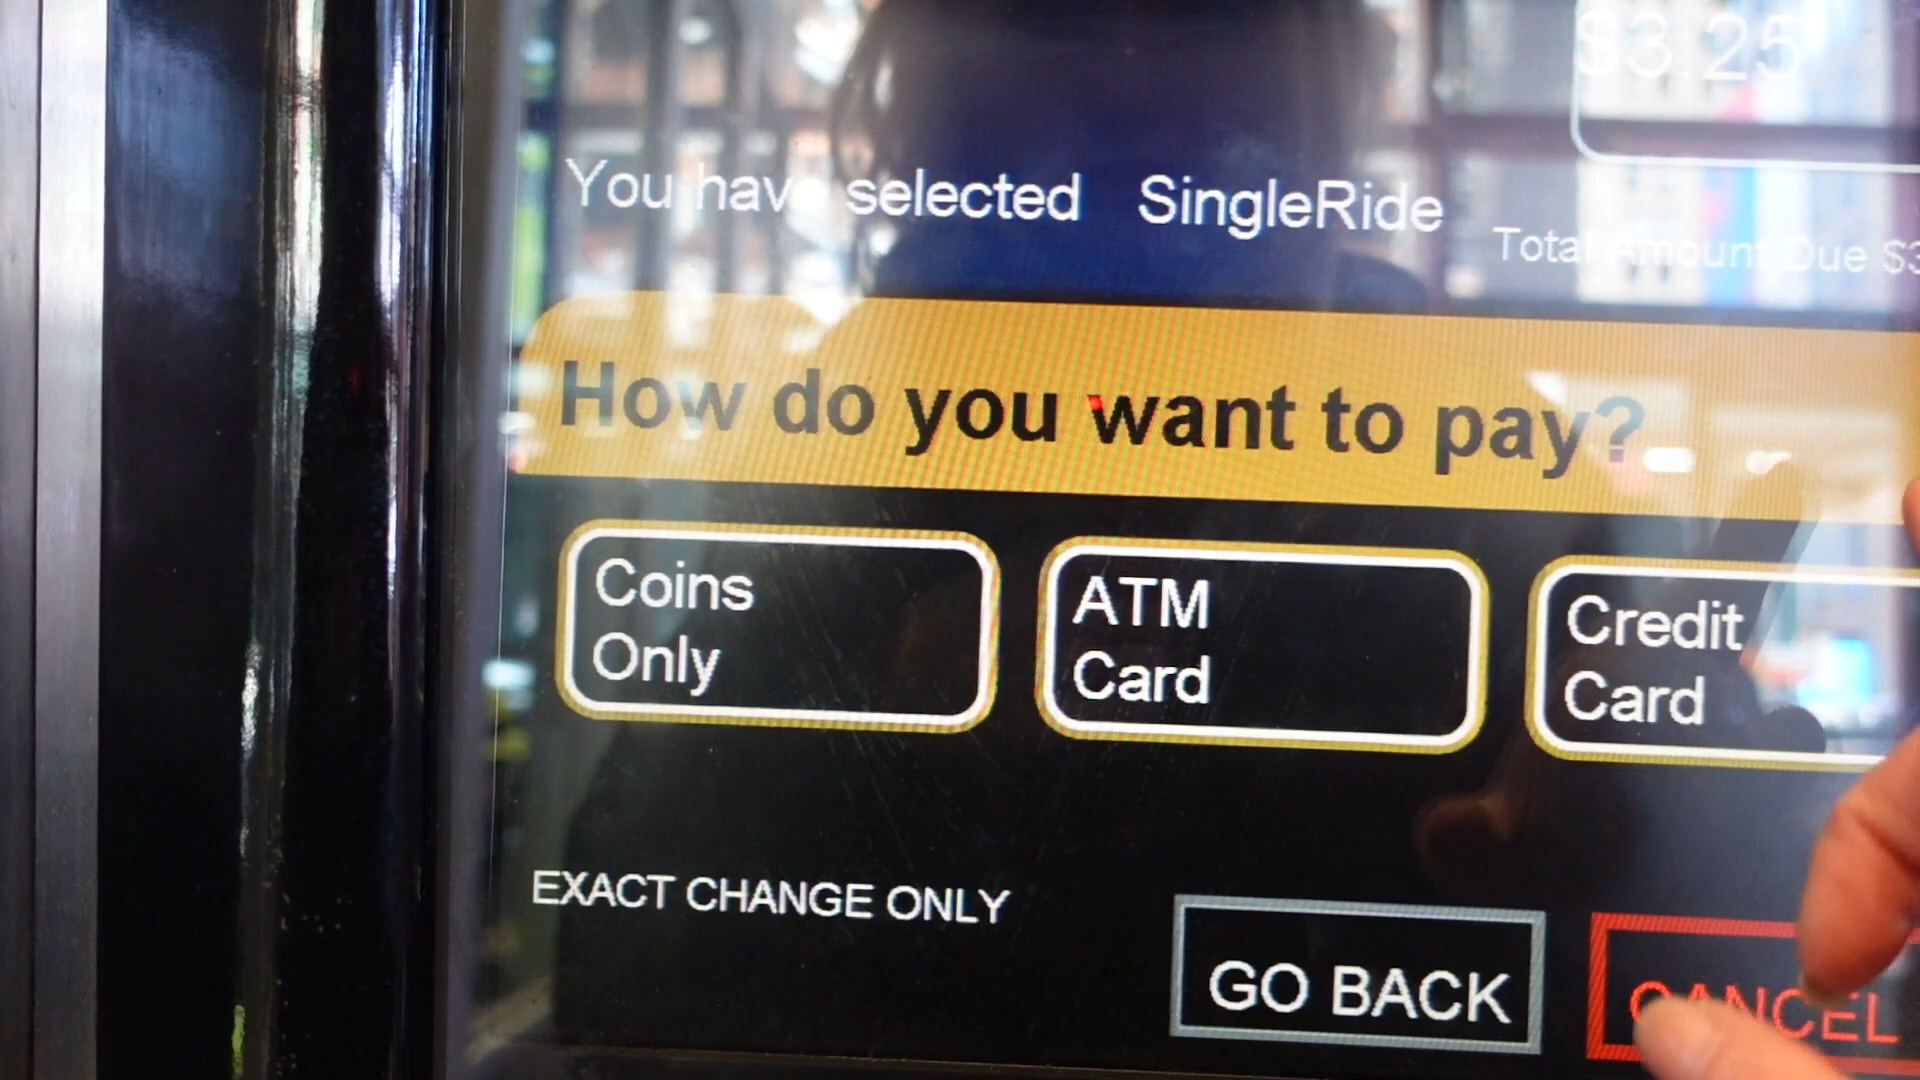 $3.25
You have selected SingleRide
Total Amount Due $3
How do you want to pay?
Coins
Only
ATM
Card
Credit
Card
EXACT CHANGE ONLY
GO BACK
CANCEL